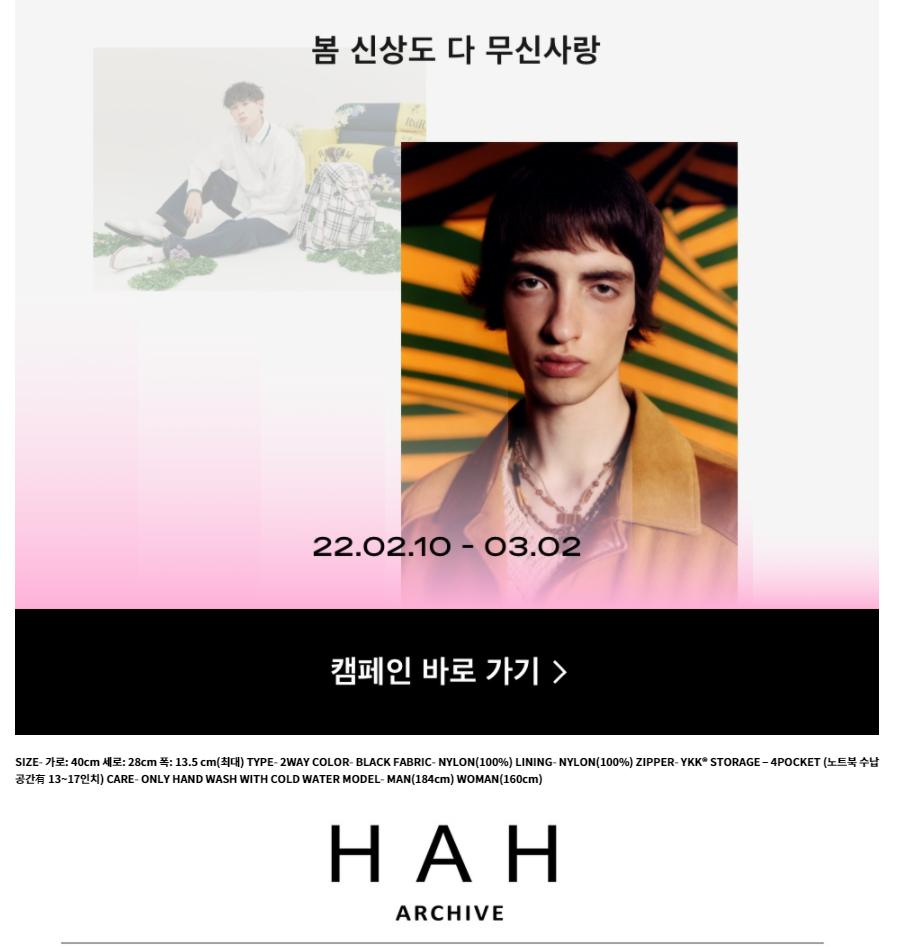 봄 신상도 다 무신사랑
22.02.10 - 03.02
캠페인 바로 가기 >
SIZE- 가로: 40cm 세로: 28cm 폭: 13.5 cm(최대) TYPE- 2WAY COLOR- BLACK FABRIC- NYLON(100%) LINING- NYLON(100%) ZIPPER- YKK® STORAGE – 4POCKET (노트북 수납
공간有 13~17인치) CARE- ONLY HAND WASH WITH COLD WATER MODEL- MAN(184cm) WOMAN(160cm)
HAH
ARCHIVE